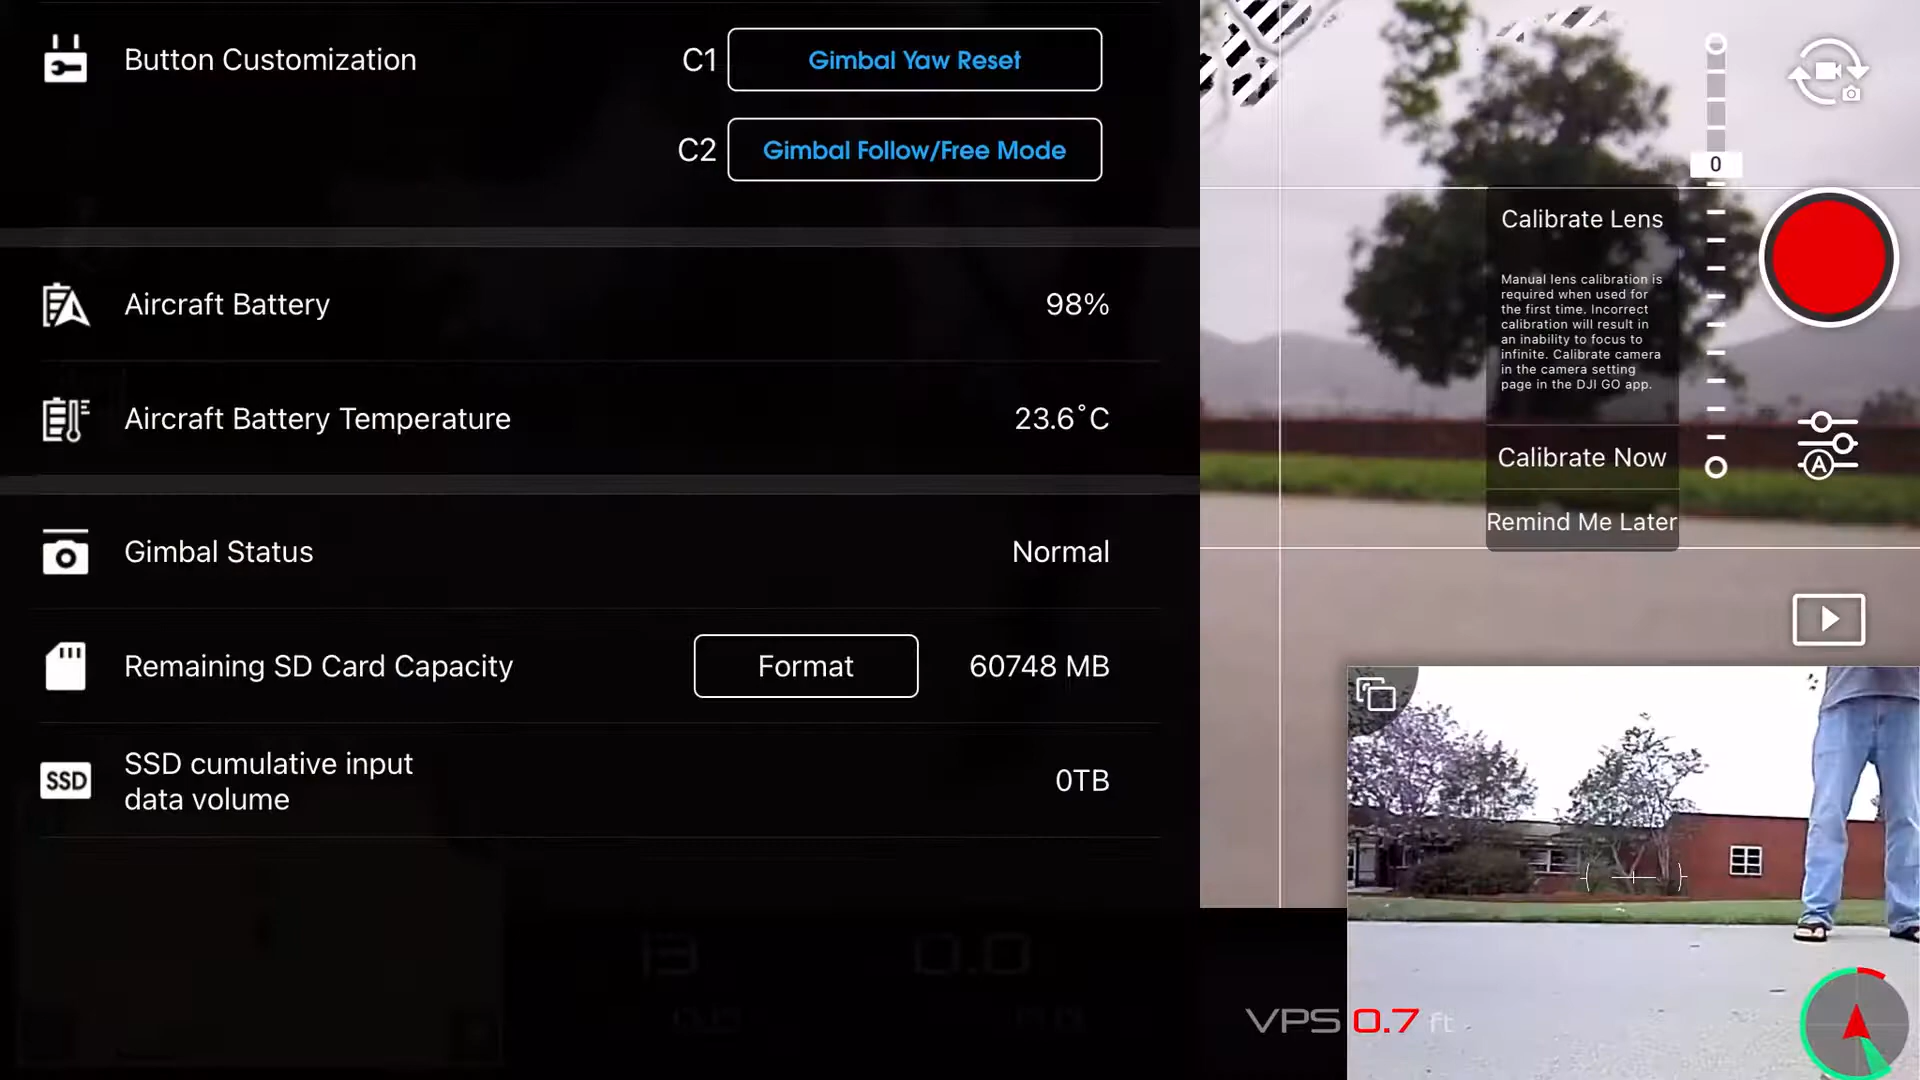 Button Customization
C1
Gimbal Yaw Reset
C2
Gimbal Follow/Free Mode
Aircraft Battery
98%
Aircraft Battery Temperature
23.6°C
Gimbal Status
Normal
Remaining SD Card Capacity
Format
60748 MB
SSD
SSD cumulative input
data volume
0TB
0
Calibrate Lens
Manual lens calibration is
required when used for
the first time. Incorrect
calibration will result in
an inability to focus to
infinite. Calibrate camera
in the camera setting
page in the DJI GO app.
Calibrate Now
Remind Me Later
A
13
0.0
VPS 0.7 ft